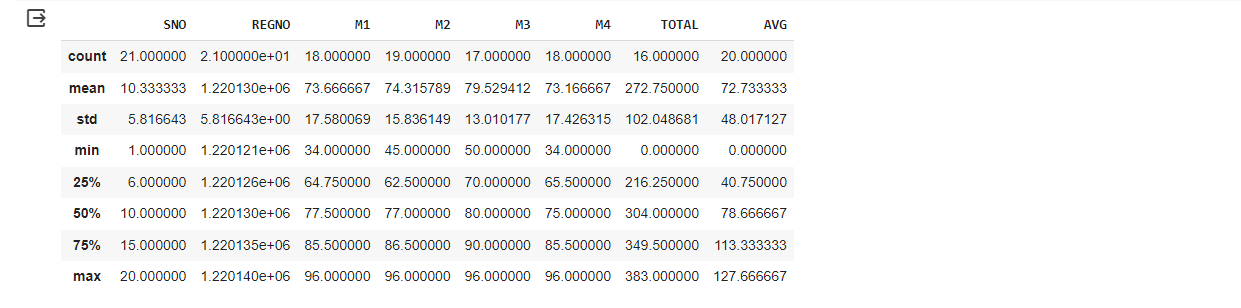 SNO REGNO M1 M2 M3 M4 TOTAL AVG
count 21.000000 2.100000e+01 18.000000 19.000000 17.000000 18.000000 16.000000 20.000000
mean 10.333333 1.220130e+06 73.666667 74.315789 79.529412 73.166667 272.750000 72.733333
std 5.816643 5.816643e+00 17.580069 15.836149 13.010177 17.426315 102.048681 48.017127
min 1.000000 1.220121e+06 34.000000 45.000000 50.000000 34.000000 0.000000 0.000000
25% 6.000000 1.220126e+06 64.750000 62.500000 70.000000 65.500000 216.250000 40.750000
50% 10.000000 1.220130e+06 77.500000 77.000000 80.000000 75.000000 304.000000 78.666667
75% 15.000000 1.220135e+06 85.500000 86.500000 90.000000 85.500000 349.500000 113.333333
max 20.000000 1.220140e+06 96.000000 96.000000 96.000000 96.000000 383.000000 127.666667